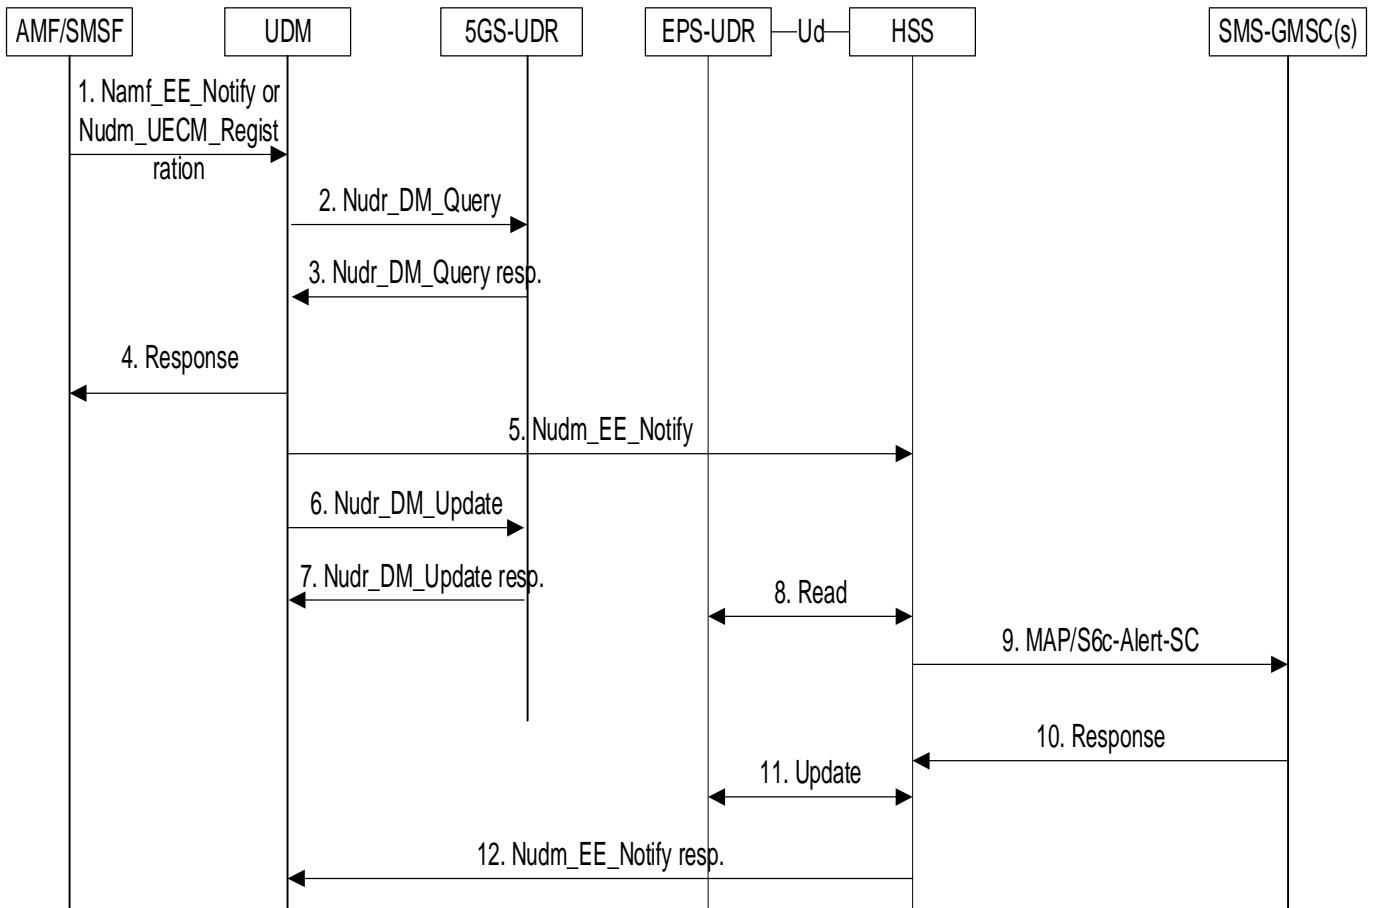 AMF/SMSF
UDM
5GS-UDR
EPS-UDR
Ud
HSS
SMS-GMSC(s)
1. Namf_EE_Notify or
Nudm_UECM_Regist
ration
2. Nudr_DM_Query
3. Nudr_DM_Query resp.
4. Response
5. Nudm_EE_Notify
6. Nudr_DM_Update
7. Nudr_DM_Update resp.
8. Read
9. MAP/S6c-Alert-SC
10. Response
11. Update
12. Nudm_EE_Notify resp.